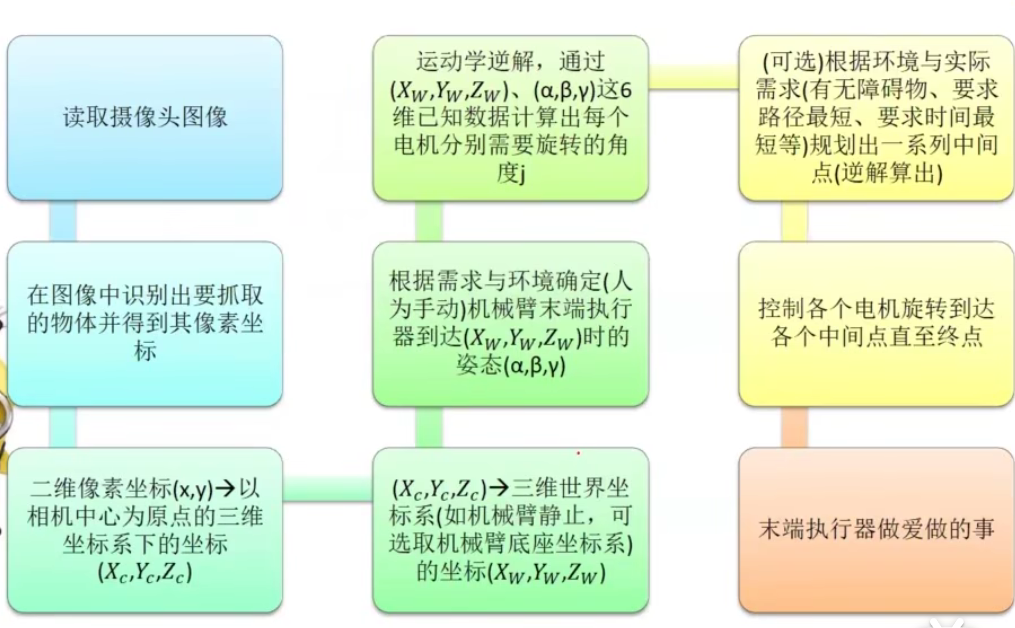 读取摄像头图像
在图像中识别出要抓取
的物体并得到其像素坐
标
二维像素坐标(x,y)→以
相机中心为原点的三维
坐标系下的坐标
(X_c,Y_c,Z_c)
(X_c,Y_c,Z_c)→三维世界坐
标系(如机械臂静止，可
选取机械臂底座坐标系)
的坐标(X_W,Y_W,Z_W)
根据需求与环境确定(人
为手动)机械臂末端执行
器到达(X_W,Y_W,Z_W)时的
姿态(α,β,γ)
运动学逆解，通过
(X_W,Y_W,Z_W)、(α,β,γ)这6
维已知数据计算出每个
电机分别需要旋转的角
度j
(可选)根据环境与实际
需求(有无障碍物、要求
路径最短、要求时间最
短等)规划出一系列中间
点(逆解算出)
控制各个电机旋转到达
各个中间点直至终点
末端执行器做爱做的事